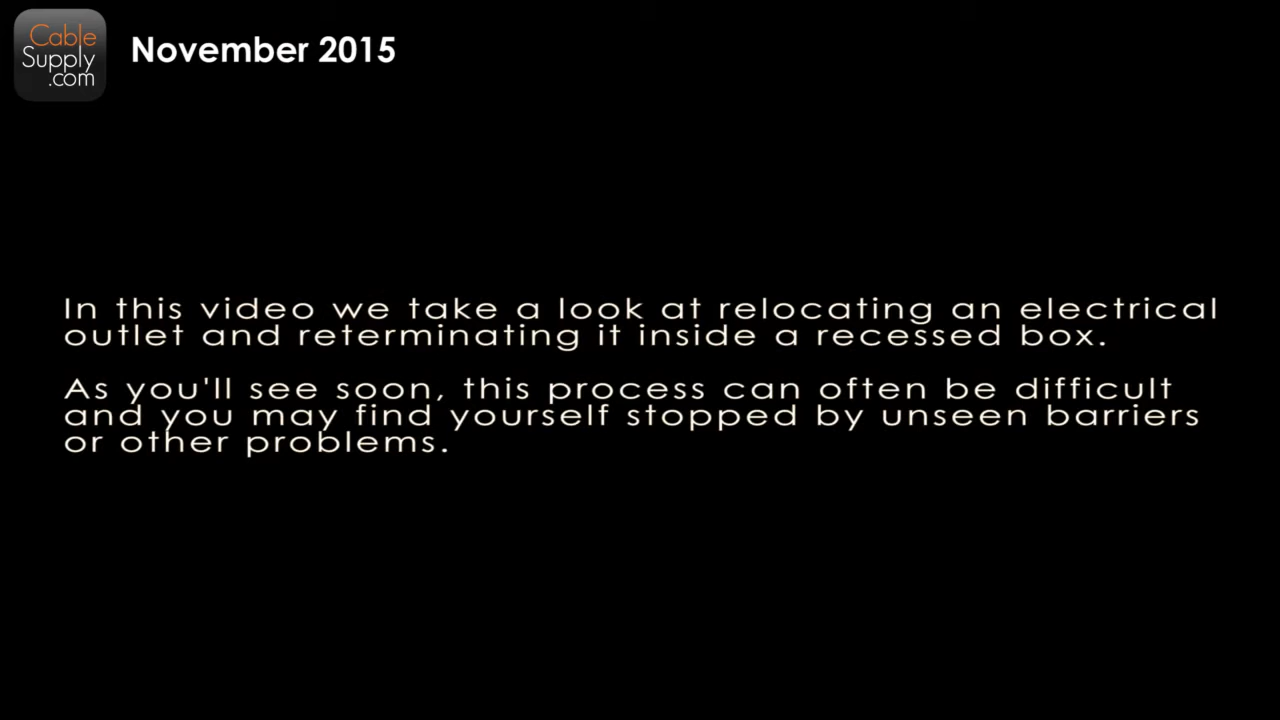 Cable
Supply
.com
November 2015
In this video we take a look at relocating an electrical
outlet and reterminating it inside a recessed box.
As you'll see soon, this process can often be difficult
and you may find yourself stopped by unseen barriers
or other problems.